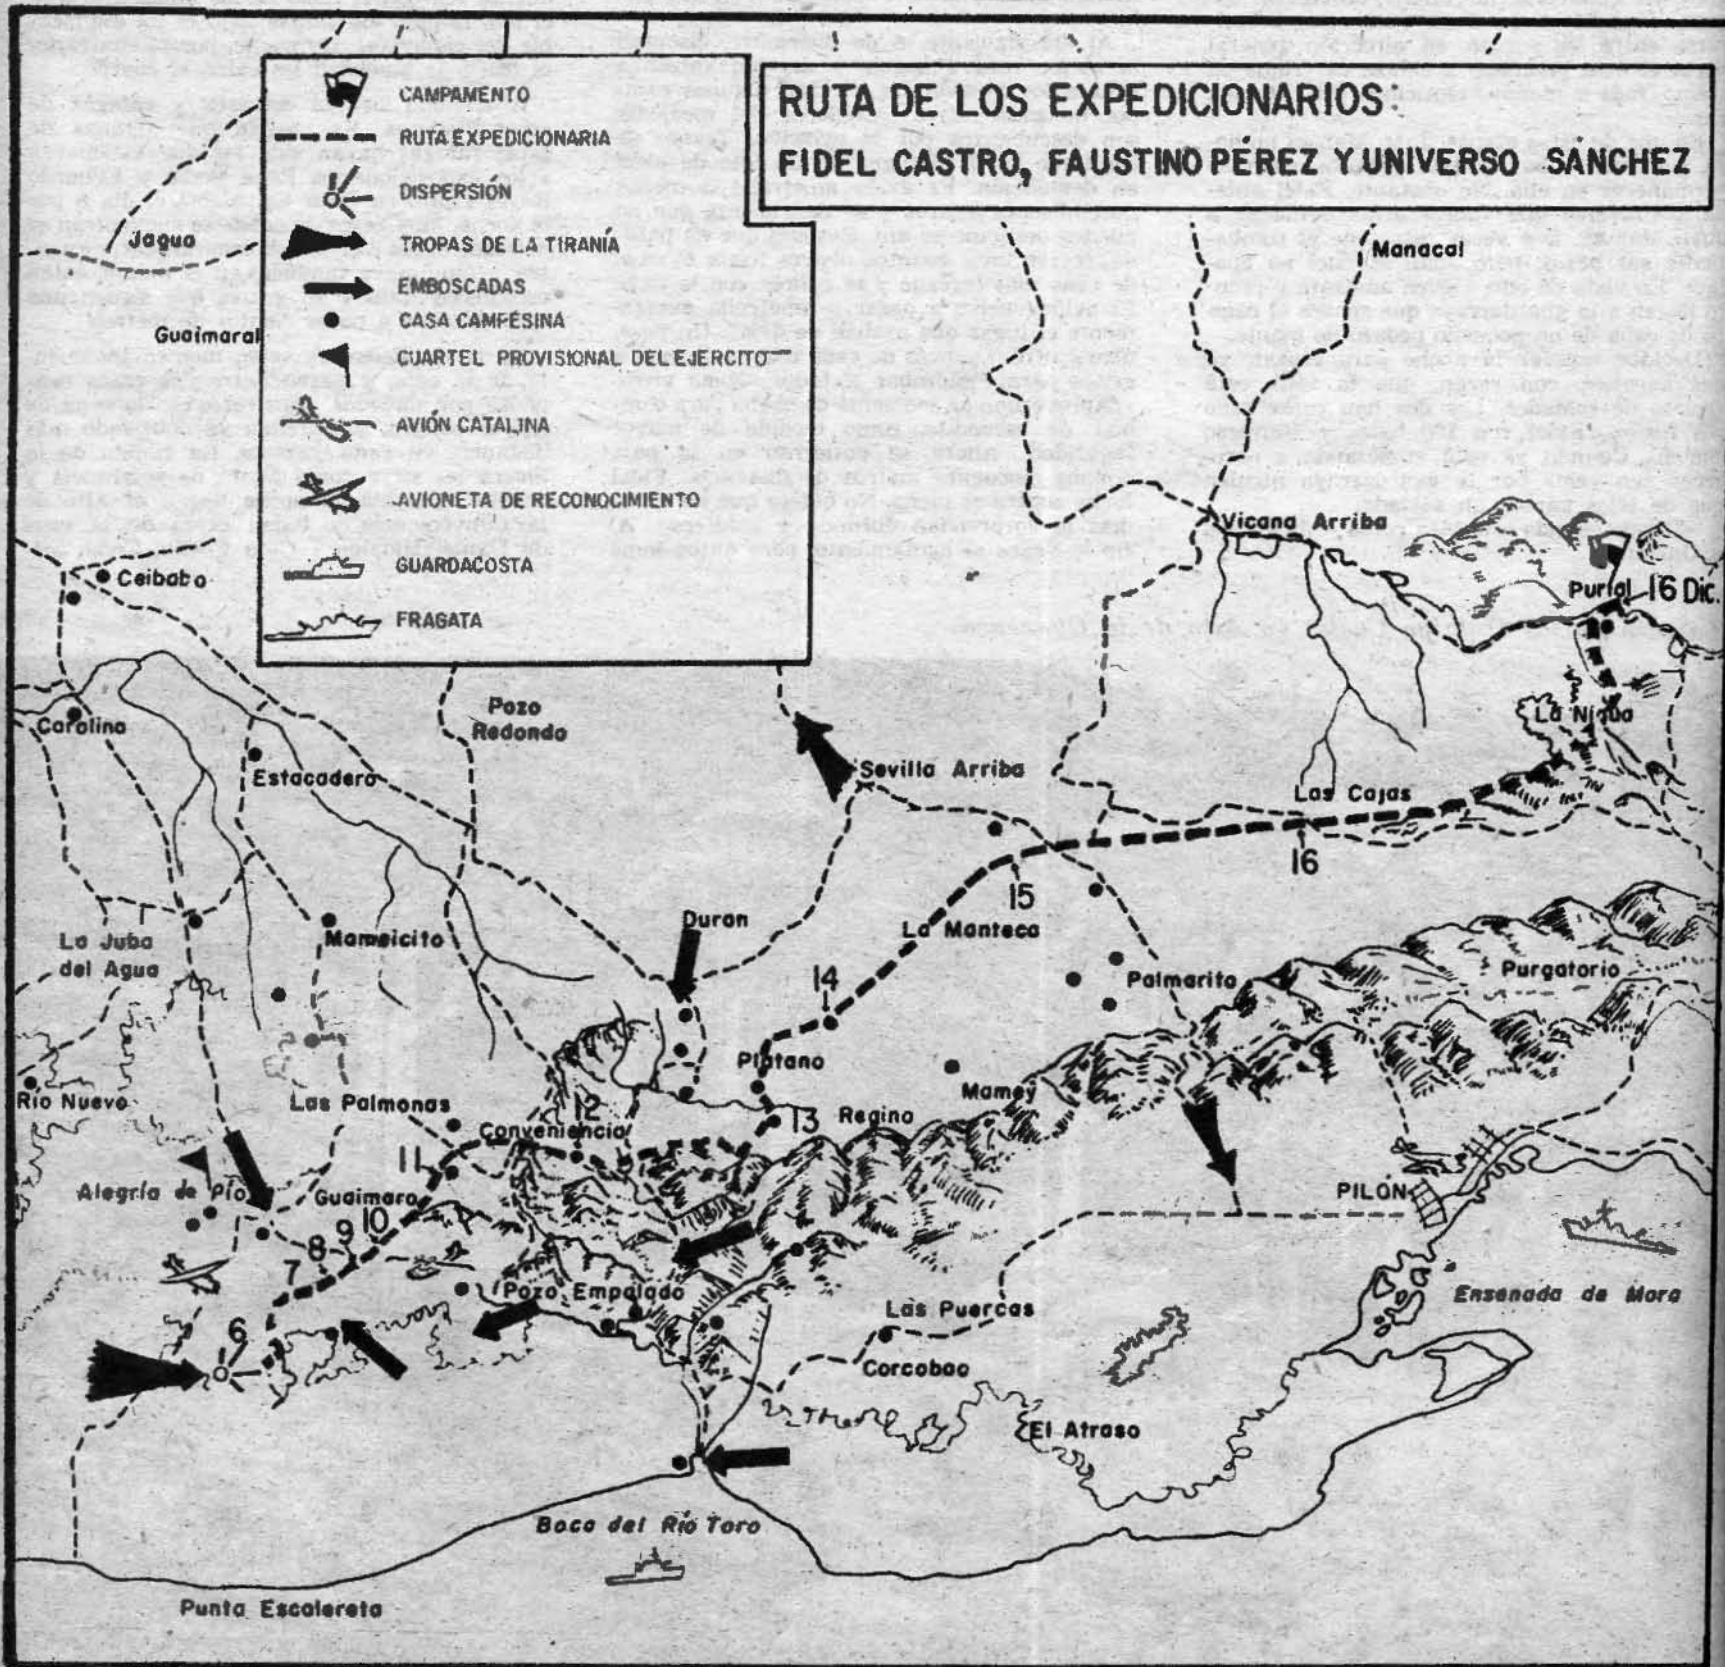 RUTA DE LOS EXPEDICIONARIOS:
FIDEL CASTRO, FAUSTINO PÉREZ Y UNIVERSO SÁNCHEZ
CAMPAMENTO
RUTA EXPEDICIONARIA
DISPERSIÓN
TROPAS DE LA TIRANÍA
EMBOSCADAS
CASA CAMPESINA
CUARTEL PROVISIONAL DEL EJERCITO
AVIÓN CATALINA
AVIONETA DE RECONOCIMIENTO
GUARDACOSTA
FRAGATA
Jagua
Guaimaral
Manacal
Vicana Arriba
Ceibabo
Purial
16 Dic.
Carolina
Pozo
Redondo
La Nigua
Estacadero
Sevilla Arriba
Las Cajas
16
15
Duran
La Manteca
Mameicito
La Juba
del Agua
Palmarito
Purgatorio
14
Plátano
Mamey
Río Nuevo
Las Palmonas
12
Conveniencia
13
Regino
11
Alegría de Pío
Guaimaro
PILÓN
10
9
8
7
Pozo Empalado
Las Puercas
Ensenada de Mora
6
Corcobao
El Atraso
Boca del Río Toro
Punta Escalereta